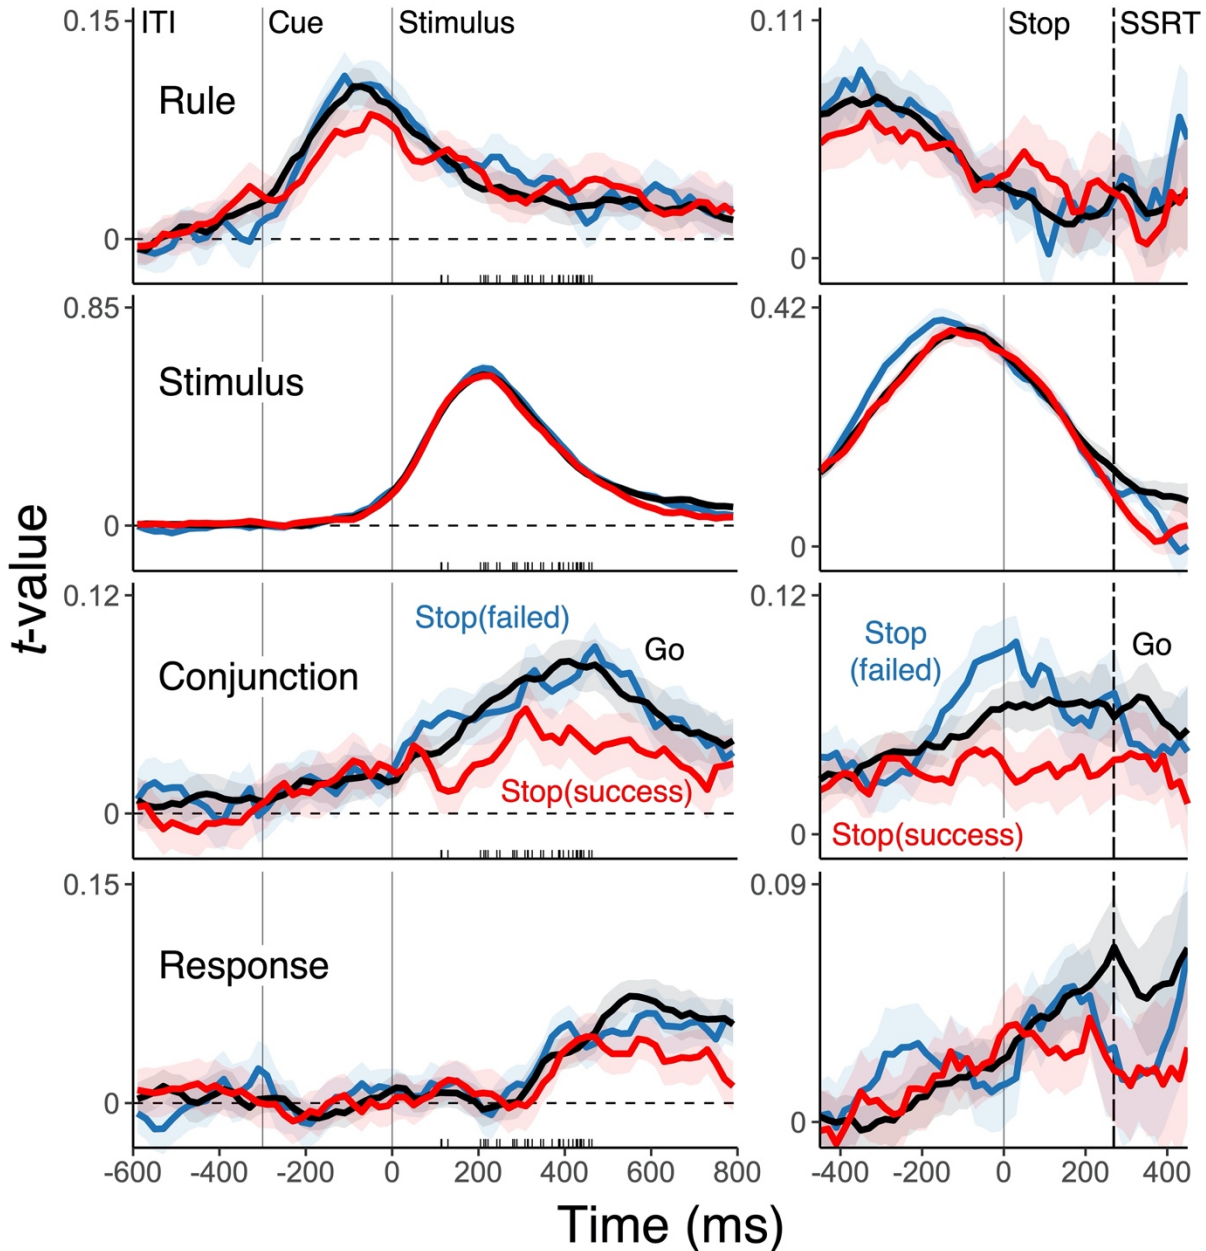 0.15 ITI Cue Stimulus
0.11 Stop SSRT
Rule
0
0
0.85
0.42
Stimulus
0
0
t-value
0.12
0.12
Stop(failed)
Go
Conjunction
Stop(success)
0
Stop
(failed)
Go
Stop(success)
0
0.15
0.09
Response
0
0
-600 -400 -200 0 200 400 600 800
-400 -200 0 200 400
Time (ms)